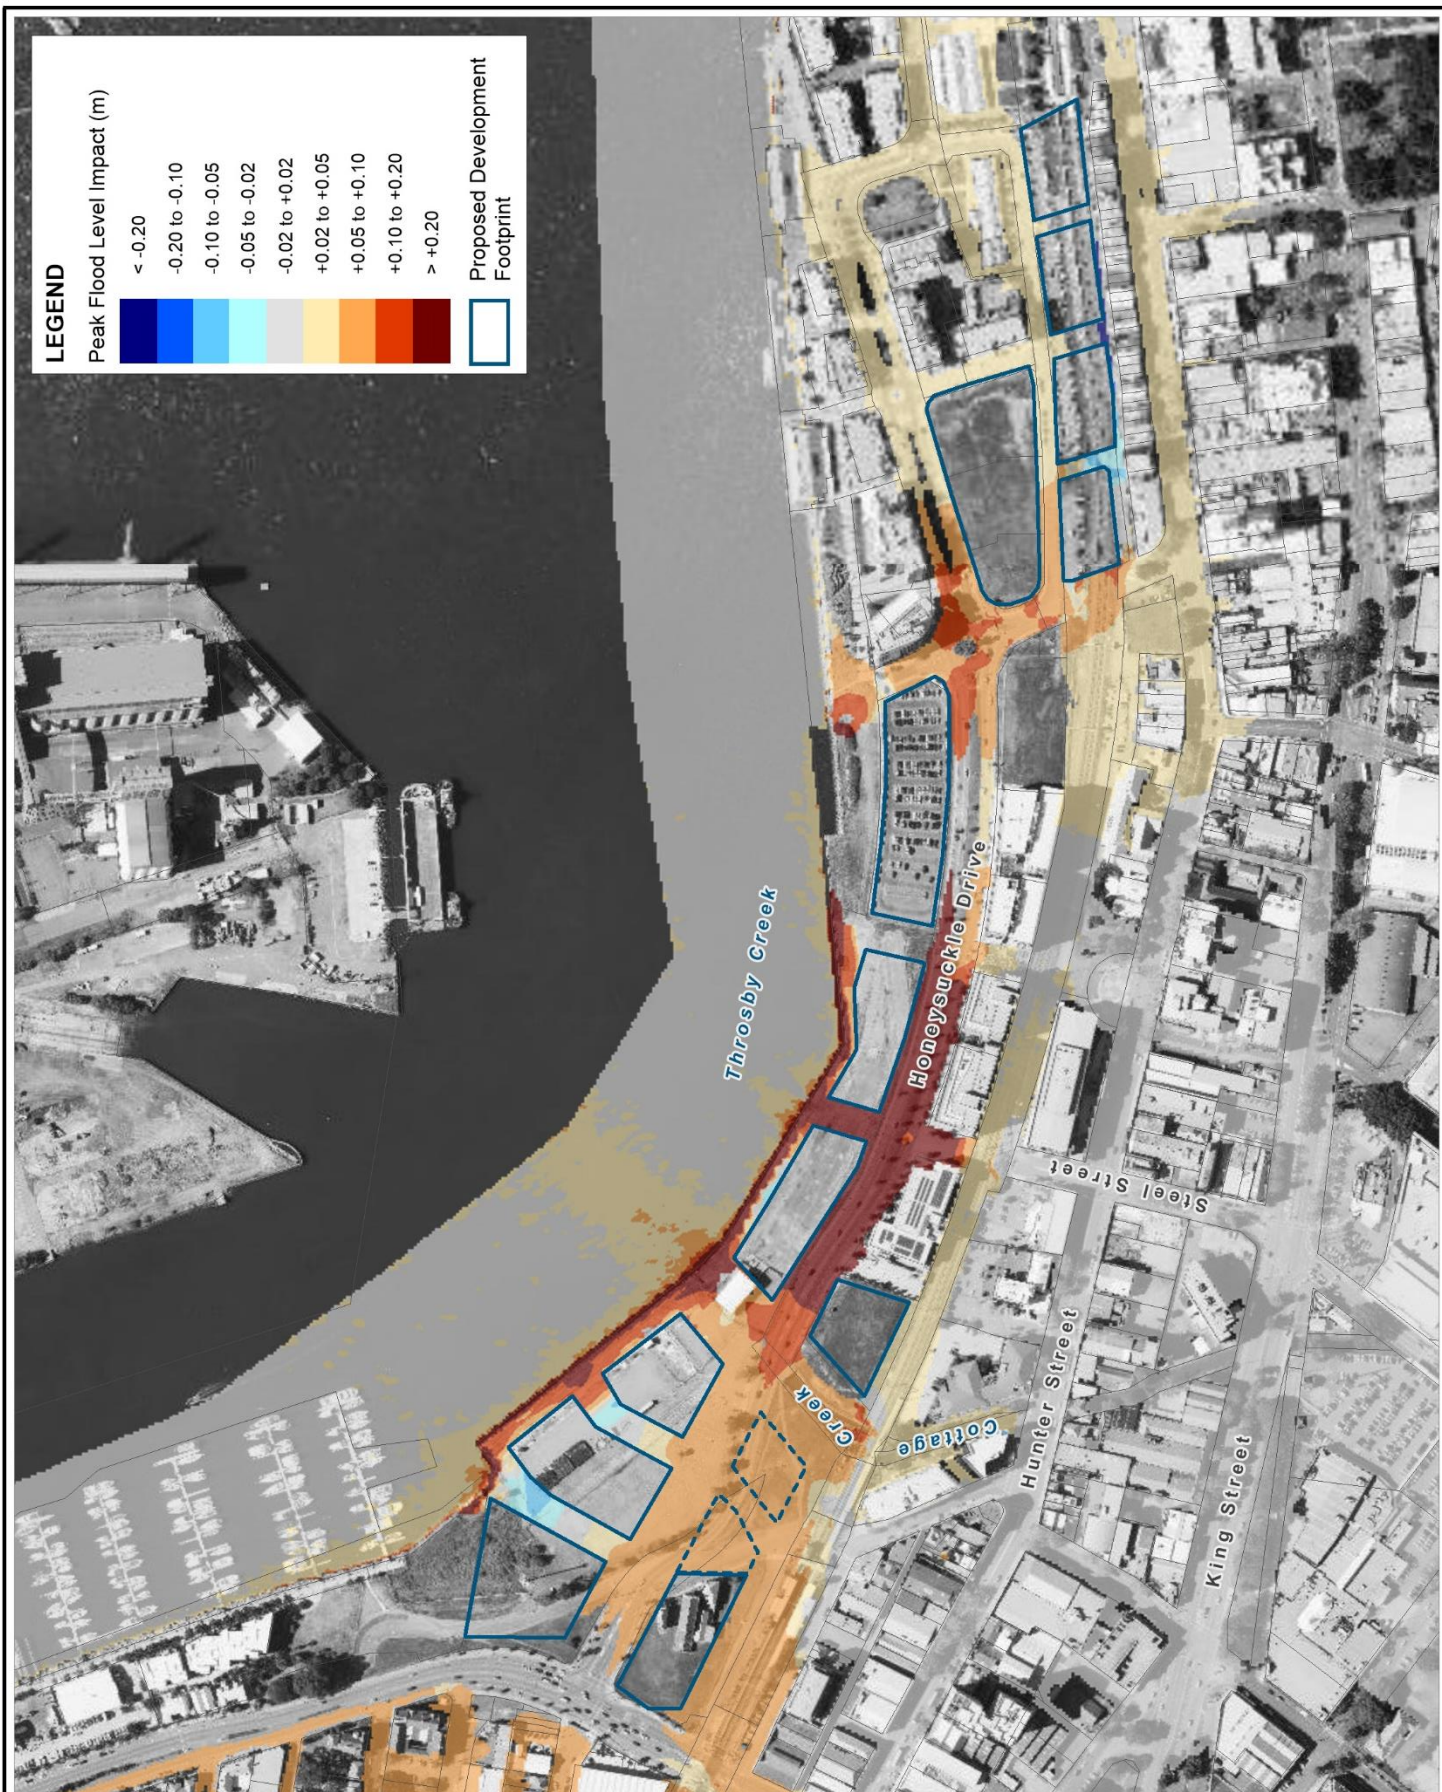 LEGEND
Peak Flood Level Impact (m)
< -0.20
-0.20 to -0.10
-0.10 to -0.05
-0.05 to -0.02
-0.02 to +0.02
+0.02 to +0.05
+0.05 to +0.10
+0.10 to +0.20
> +0.20
Proposed Development
Footprint
Throsby Creek
Honeysuckle Drive
Steel Street
Cottage
Creek
Hunter Street
King Street